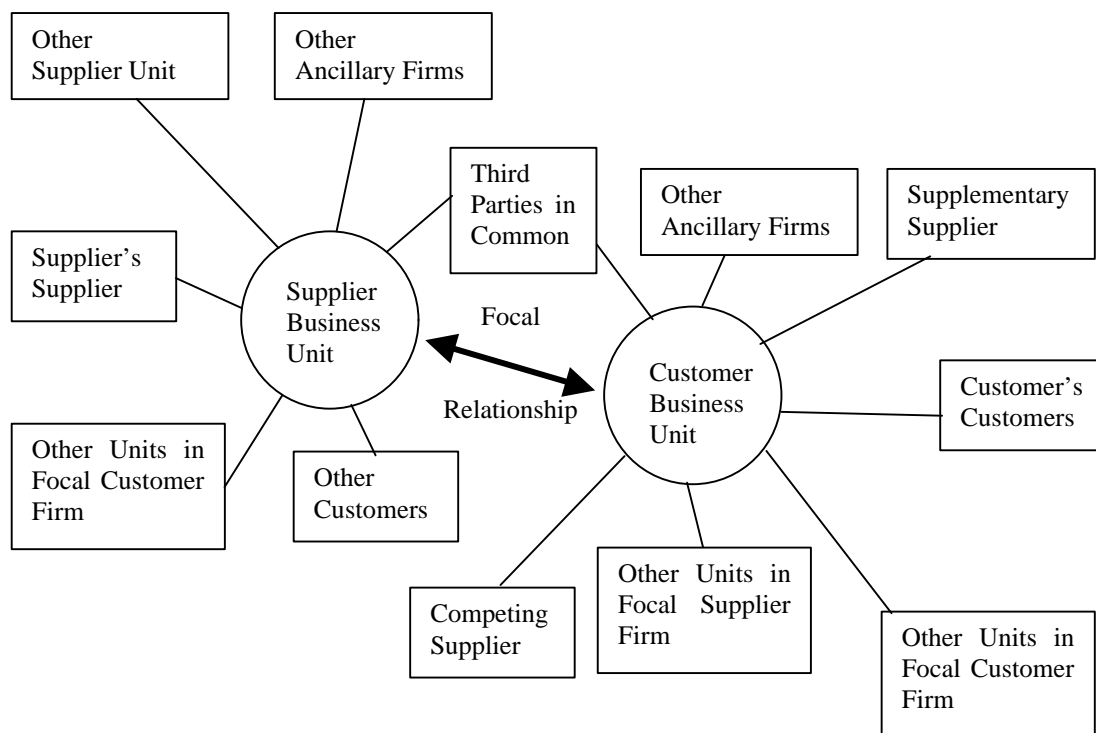 Other
Supplier Unit
Other
Ancillary Firms
Third
Parties in
Common
Other
Ancillary Firms
Supplementary
Supplier
Supplier’s
Supplier
Supplier
Business
Unit
Focal
Relationship
Customer
Business
Unit
Customer’s
Customers
Other Units in
Focal Customer
Firm
Other
Customers
Competing
Supplier
Other Units in
Focal Supplier
Firm
Other Units in
Focal Customer
Firm